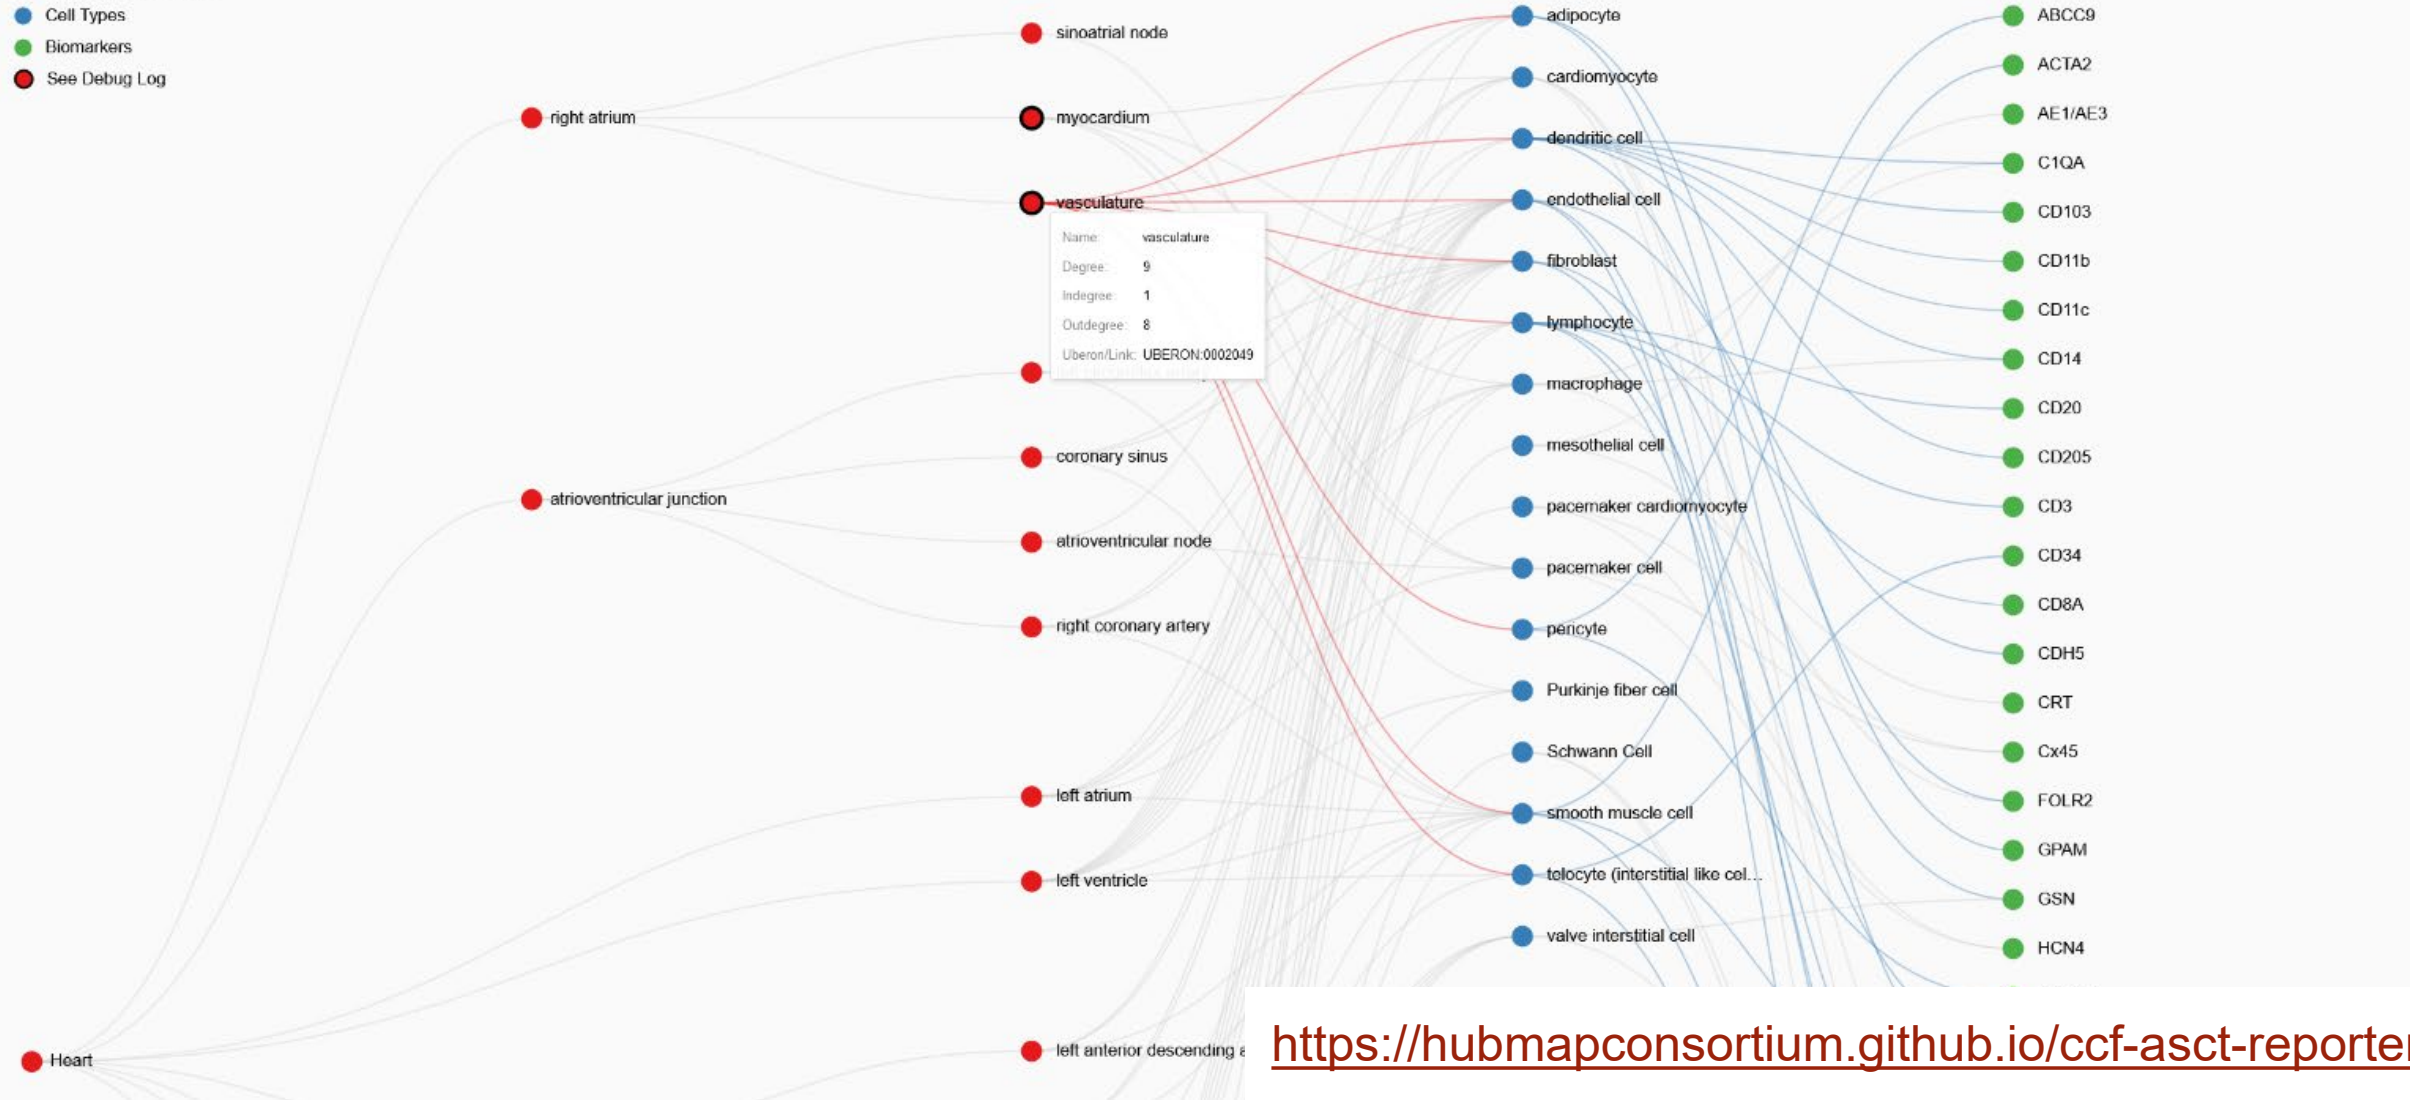 Cell Types
Biomarkers
See Debug Log
right atrium
atrioventricular junction
Heart
sinoatrial node
myocardium
vasculature
Name: vasculature
Degree: 9
Indegree: 1
Outdegree: 8
Uberon/Link: UBERON:0002049
coronary sinus
atrioventricular node
right coronary artery
left atrium
left ventricle
left anterior descending a
adipocyte
cardiomyocyte
dendritic cell
endothelial cell
fibroblast
lymphocyte
macrophage
mesothelial cell
pacemaker cardiomyocyte
pacemaker cell
pericyte
Purkinje fiber cell
Schwann Cell
smooth muscle cell
telocyte (interstitial like cel...
valve interstitial cell
ABCC9
ACTA2
AE1/AE3
C1QA
CD103
CD11b
CD11c
CD14
CD20
CD205
CD3
CD34
CD8A
CDH5
CRT
Cx45
FOLR2
GPAM
GSN
HCN4
https://hubmapconsortium.github.io/ccf-asct-reporter